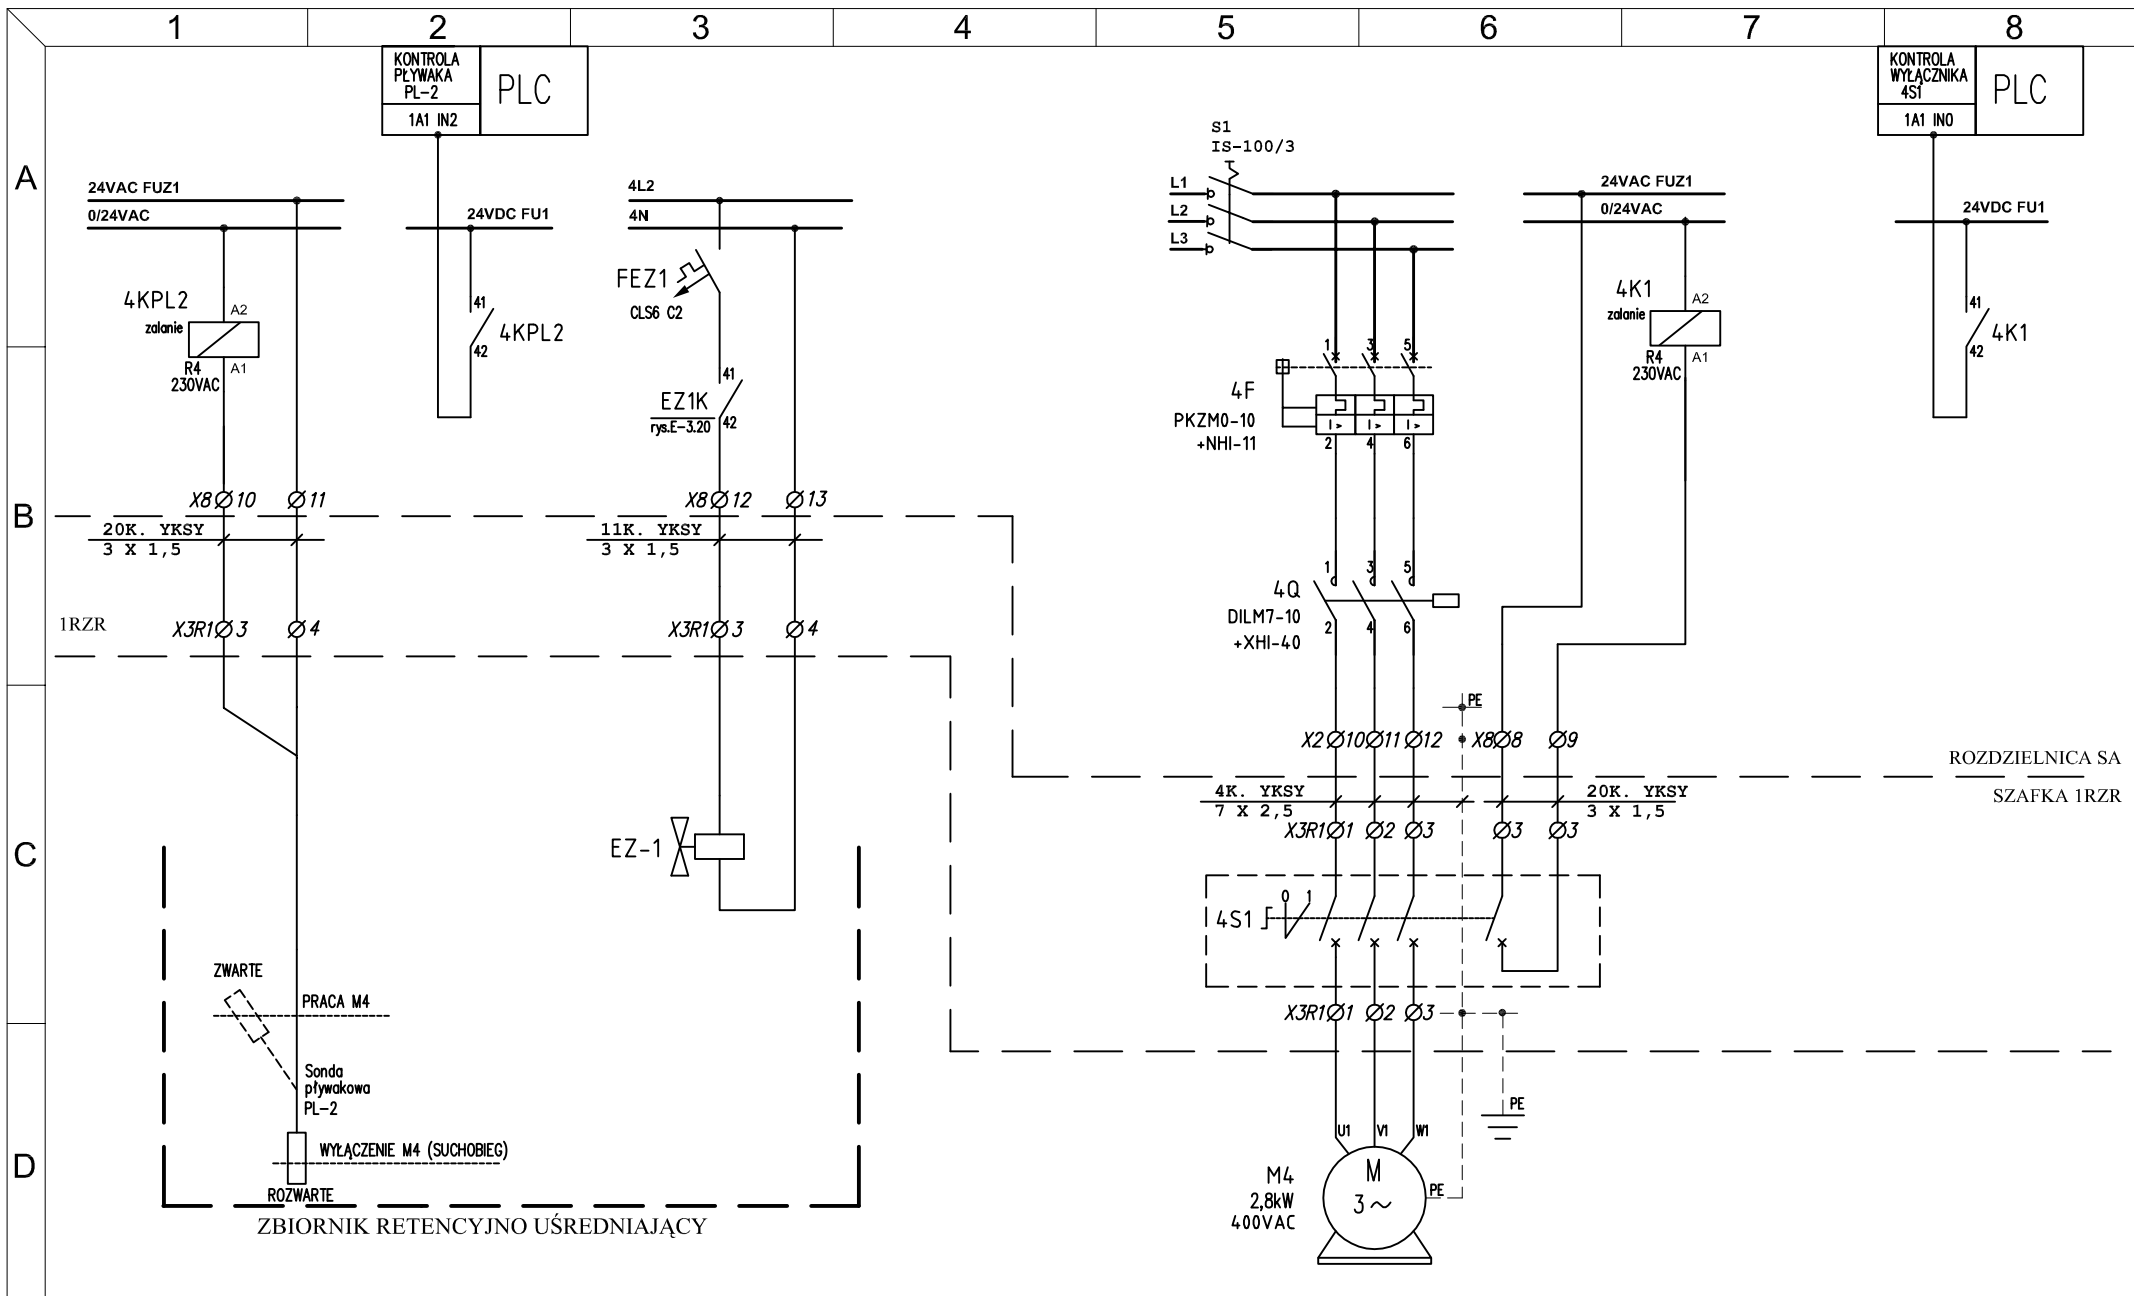 1 2 3 4 5 6 7 8
A
B
C
D
KONTROLA
PŁYWAKA
PL-2
1A1 IN2
PLC
24VAC FUZ1
0/24VAC
24VDC FU1
4KPL2
zalanie
A2
R4
230VAC
A1
41
4KPL2
42
X8 10 11
20K. YKSY
3 X 1,5
1RZR
X3R1 3 4
4L2
4N
FEZ1
CLS6 C2
41
EZ1K
rys.E-3.20
42
X8 12 13
11K. YKSY
3 X 1,5
X3R1 3 4
EZ-1
ZWARTE
PRACA M4
Sonda
pływakowa
PL-2
WYŁĄCZENIE M4 (SUCHOBIEG)
ROZWARTE
ZBIORNIK RETENCYJNO UŚREDNIAJĄCY
S1
IS-100/3
L1
L2
L3
1 3 5
4F
PKZM0-10
+NHI-11
I> I> I>
2 4 6
1 3 5
4Q
DILM7-10
+XHI-40
2 4 6
PE
X2 10 11 12
X8 8 9
4K. YKSY
7 X 2,5
20K. YKSY
3 X 1,5
X3R1 1 2 3 3 3
0 1
4S1
X3R1 1 2 3
PE
U1 V1 W1
M4
2,8kW
400VAC
M
3 ~
PE
24VAC FUZ1
0/24VAC
4K1
zalanie
A2
R4
230VAC
A1
KONTROLA
WYŁĄCZNIKA
4S1
1A1 IN0
PLC
24VDC FU1
41
4K1
42
ROZDZIELNICA SA
SZAFKA 1RZR